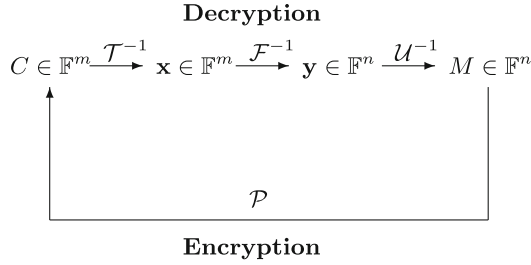 Decryption
C ∈ 𝔽^m 𝒯^{-1} x ∈ 𝔽^m ℱ^{-1} y ∈ 𝔽^n 𝒰^{-1} M ∈ 𝔽^n
𝒫
Encryption